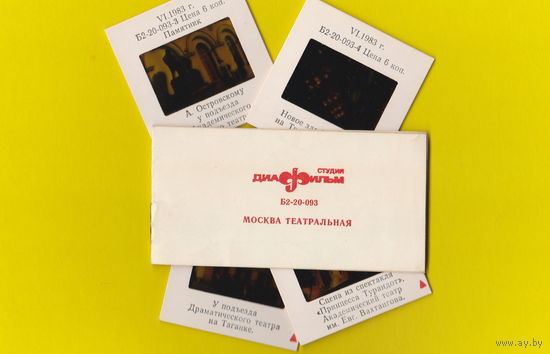 VI.1983 г.
Б2-20-093-3 Цена 6 коп.
Памятник
А. Островскому
у подъезда
Академического
театр
VI.1983 г.
Б2-20-093-4 Цена 6 коп.
Новое
на
СТУДИЯ
ДИАФИЛЬМ
Б2-20-093
МОСКВА ТЕАТРАЛЬНАЯ
У подъезда
Драматического театра
на Таганке.
Сцена из спектакля
«Принцесса Турандот».
Академический театр
им. Евг. Вахтангова.
www.ay.by